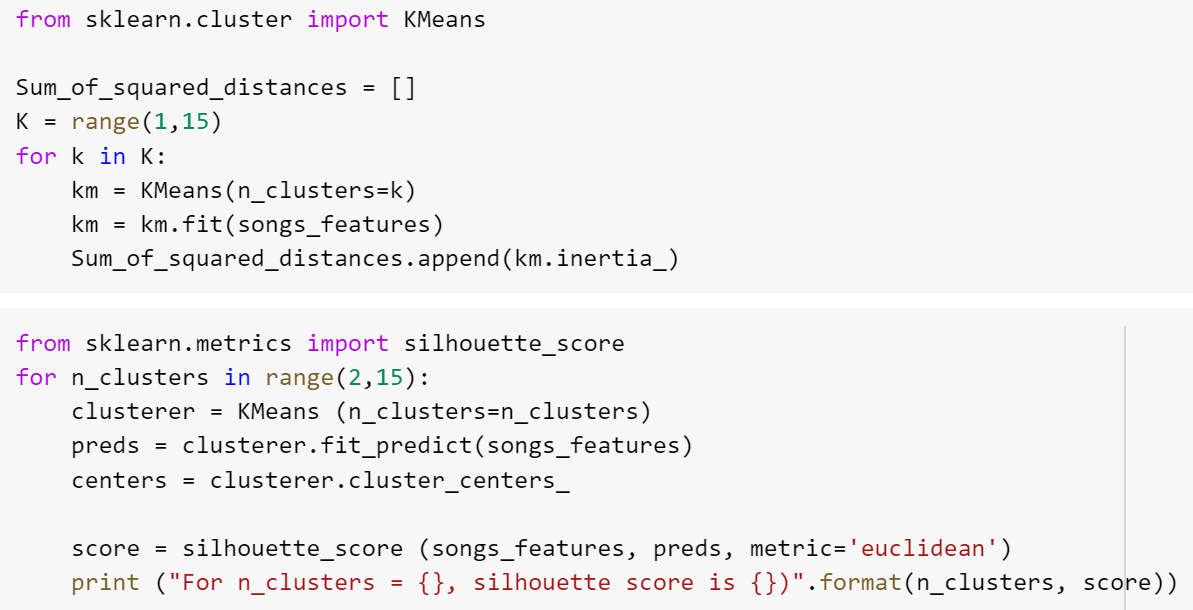 from sklearn.cluster import KMeans
Sum_of_squared_distances = []
K = range(1,15)
for k in K:
    km = KMeans(n_clusters=k)
    km = km.fit(songs_features)
    Sum_of_squared_distances.append(km.inertia_)
from sklearn.metrics import silhouette_score
for n_clusters in range(2,15):
    clusterer = KMeans (n_clusters=n_clusters)
    preds = clusterer.fit_predict(songs_features)
    centers = clusterer.cluster_centers_
    score = silhouette_score (songs_features, preds, metric='euclidean')
    print ("For n_clusters = {}, silhouette score is {})".format(n_clusters, score))